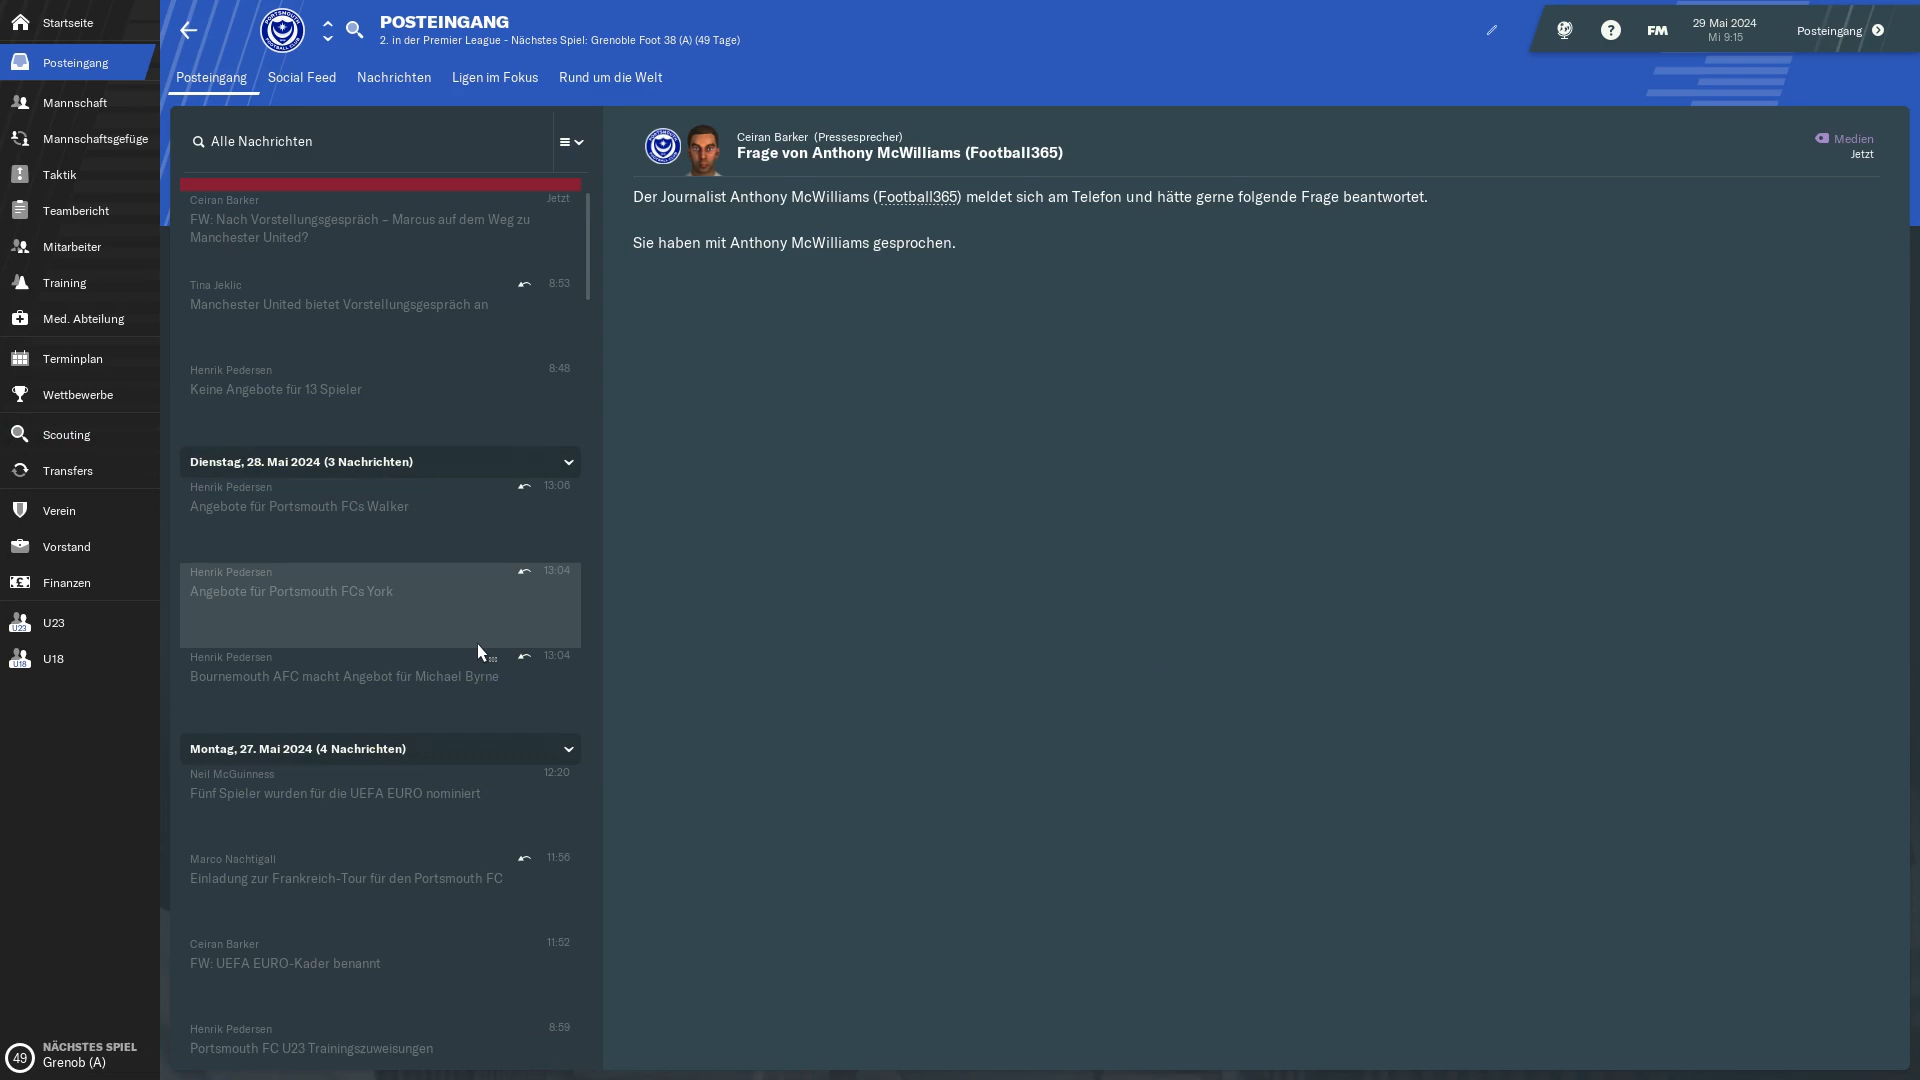 Startseite
Posteingang
Mannschaft
Mannschaftsgefüge
Taktik
Teambericht
Mitarbeiter
Training
Med. Abteilung
Terminplan
Wettbewerbe
Scouting
Transfers
Verein
Vorstand
Finanzen
U23
U23
U18
U18
49
NÄCHSTES SPIEL
Grenob (A)
POSTEINGANG
2. in der Premier League - Nächstes Spiel: Grenoble Foot 38 (A) (49 Tage)
FM
29 Mai 2024
Mi 9:15
Posteingang
Posteingang Social Feed Nachrichten Ligen im Fokus Rund um die Welt
Alle Nachrichten
Ceiran Barker Jetzt
FW: Nach Vorstellungsgespräch – Marcus auf dem Weg zu
Manchester United?
Tina Jeklic 8:53
Manchester United bietet Vorstellungsgespräch an
Henrik Pedersen 8:48
Keine Angebote für 13 Spieler
Dienstag, 28. Mai 2024 (3 Nachrichten)
Henrik Pedersen 13:06
Angebote für Portsmouth FCs Walker
Henrik Pedersen 13:04
Angebote für Portsmouth FCs York
Henrik Pedersen 13:04
Bournemouth AFC macht Angebot für Michael Byrne
Montag, 27. Mai 2024 (4 Nachrichten)
Neil McGuinness 12:20
Fünf Spieler wurden für die UEFA EURO nominiert
Marco Nachtigall 11:56
Einladung zur Frankreich-Tour für den Portsmouth FC
Ceiran Barker 11:52
FW: UEFA EURO-Kader benannt
Henrik Pedersen 8:59
Portsmouth FC U23 Trainingszuweisungen
Ceiran Barker (Pressesprecher)
Frage von Anthony McWilliams (Football365)
Medien
Jetzt
Der Journalist Anthony McWilliams (Football365) meldet sich am Telefon und hätte gerne folgende Frage beantwortet.
Sie haben mit Anthony McWilliams gesprochen.